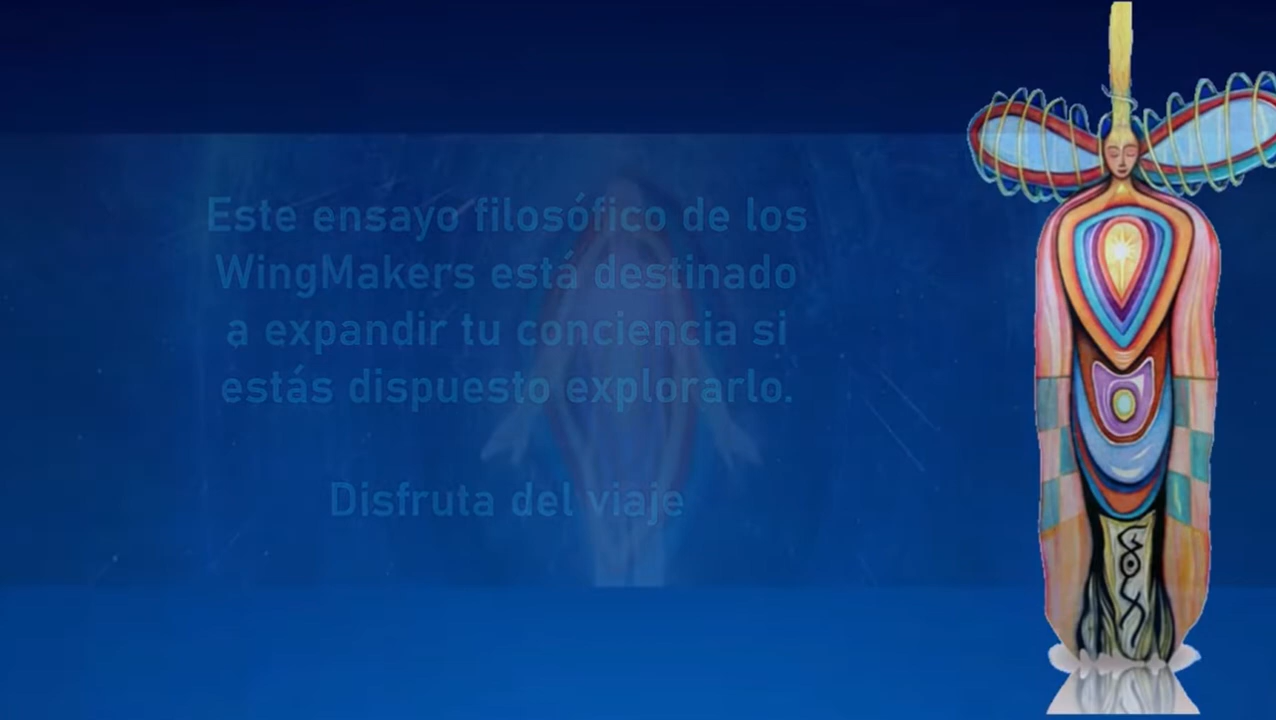 Este ensayo filosófico de los
WingMakers está destinado
a expandir tu conciencia si
estás dispuesto explorarlo.
Disfruta del viaje